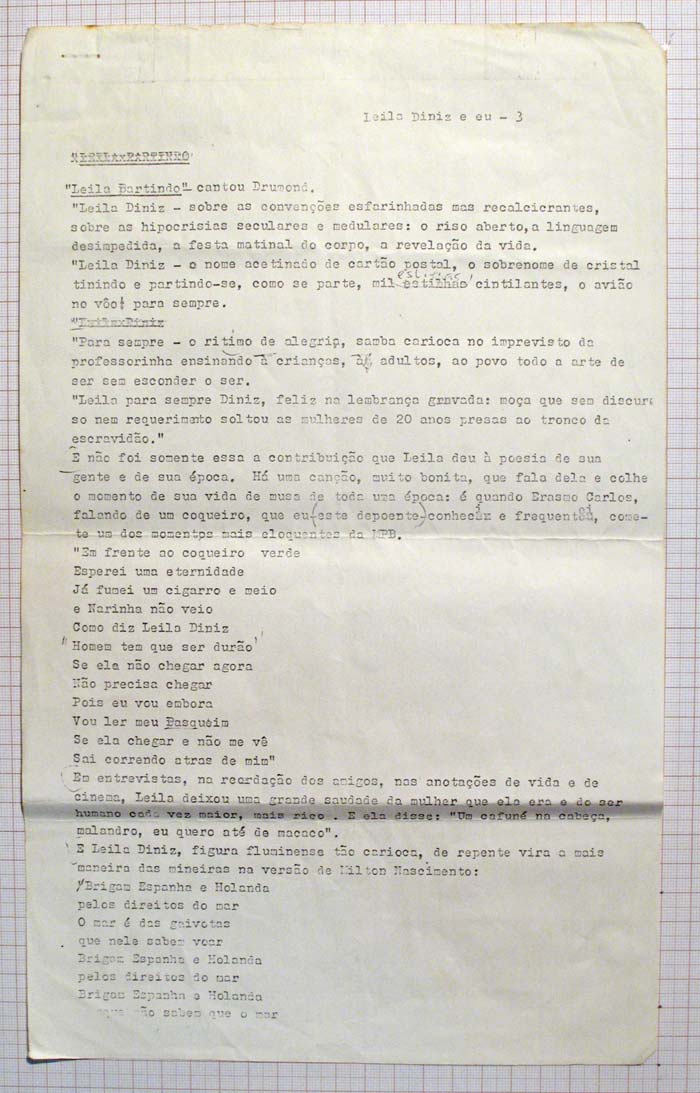 Leila Diniz e eu - 3
"LEILA PARTINDO"
"Leila Partindo" - cantou Drumond.
"Leila Diniz - sobre as convenções esfarinhadas mas recalcicrantes,
sobre as hipocrisias seculares e medulares: o riso aberto,a linguagem
desimpedida, a festa matinal do corpo, a revelação da vida.
"Leila Diniz - o nome acetinado de cartão postal, o sobrenome de cristal
estilhas
tinindo e partindo-se, como se parte, mil estinhão cintilantes, o avião
no vôo para sempre.
"Leila Diniz
"Para sempre - o ritimo de alegria, samba carioca no imprevisto da
professorinha ensinando a crianças, a adultos, ao povo todo a arte de
ser sem esconder o ser.
"Leila para sempre Diniz, feliz na lembrança gravada: moça que sem discur
so nem requerimento soltou as mulheres de 20 anos presas ao tronco da
escravidão."
E não foi somente essa a contribuição que Leila deu à poesia de sua
gente e de sua época. Há uma canção, muito bonita, que fala dela e colhe
o momento de sua vida de musa de toda uma época: é quando Erasmo Carlos,
falando de um coqueiro, que eu (este depoente) conheci e frequentei, come-
te um dos momentos mais eloquentes da MPB.
"Em frente ao coqueiro verde
Esperei uma eternidade
Já fumei um cigarro e meio
e Narinha não veio
Como diz Leila Diniz
"Homem tem que ser durão"
Se ela não chegar agora
Não precisa chegar
Pois eu vou embora
Vou ler meu Pasqueim
Se ela chegar e não me vê
Sai correndo atras de mim"
Em entrevistas, na recordação dos amigos, nas anotações de vida e de
cinema, Leila deixou uma grande saudade da mulher que ela era e do ser
humano cada vez maior, mais rico . E ela disse: "Um cafuné na cabeça,
malandro, eu quero até de macaco".
E Leila Diniz, figura fluminense tão carioca, de repente vira a mais
maneira das mineiras na versão de Milton Nascimento:
"Brigam Espanha e Holanda
pelos direitos do mar
O mar é das gaivotas
que nele sabem voar
Brigam Espanha e Holanda
pelos direitos do mar
Brigam Espanha e Holanda
não sabem que o mar